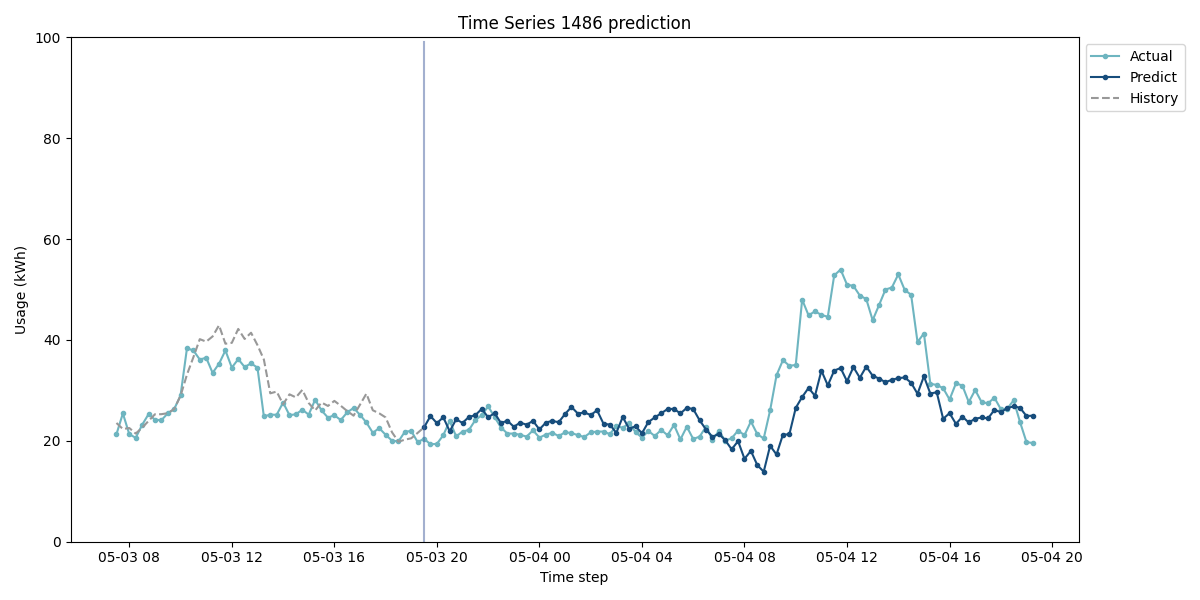 Time Series 1486 prediction
100
80
60
40
20
0
Usage (kWh)
05-03 08
05-03 12
05-03 16
05-03 20
05-04 00
05-04 04
05-04 08
05-04 12
05-04 16
05-04 20
Time step
Actual
Predict
History